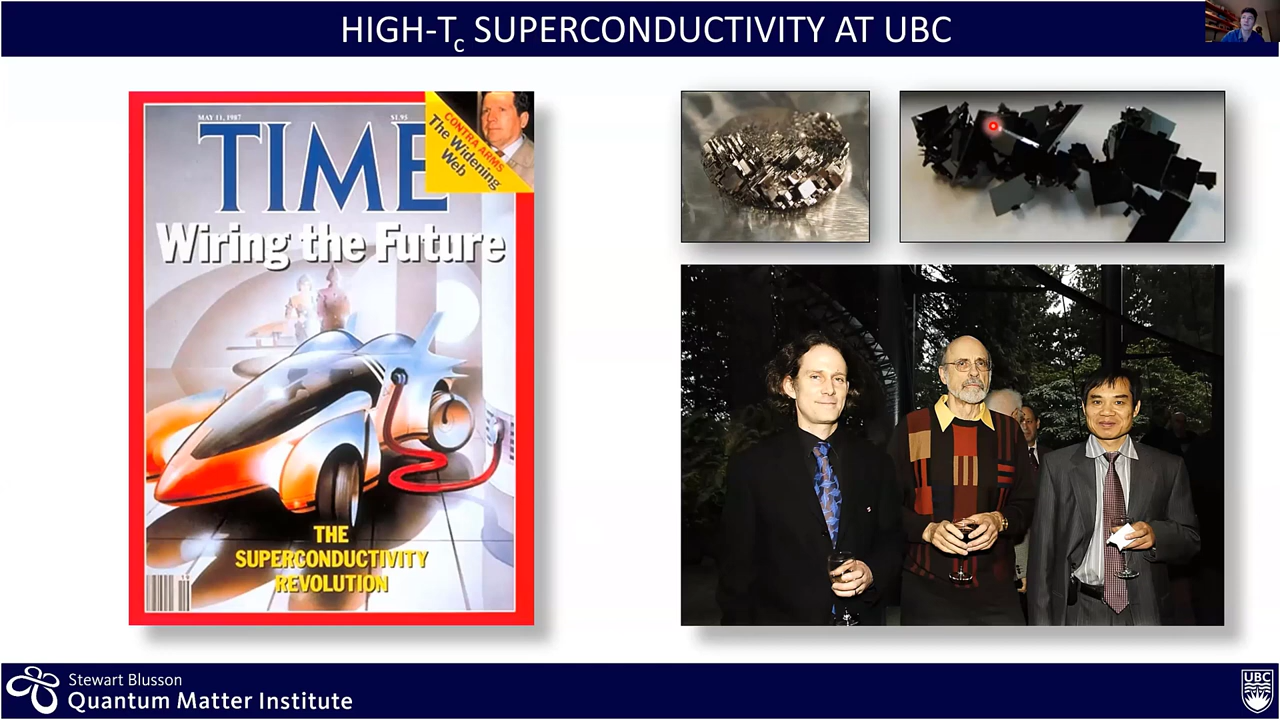 HIGH-Tc SUPERCONDUCTIVITY AT UBC
MAY 11, 1987
$1.95
TIME
CONTRA ARMS
The Widening
Web
Wiring the Future
THE
SUPERCONDUCTIVITY
REVOLUTION
Stewart Blusson
Quantum Matter Institute
UBC